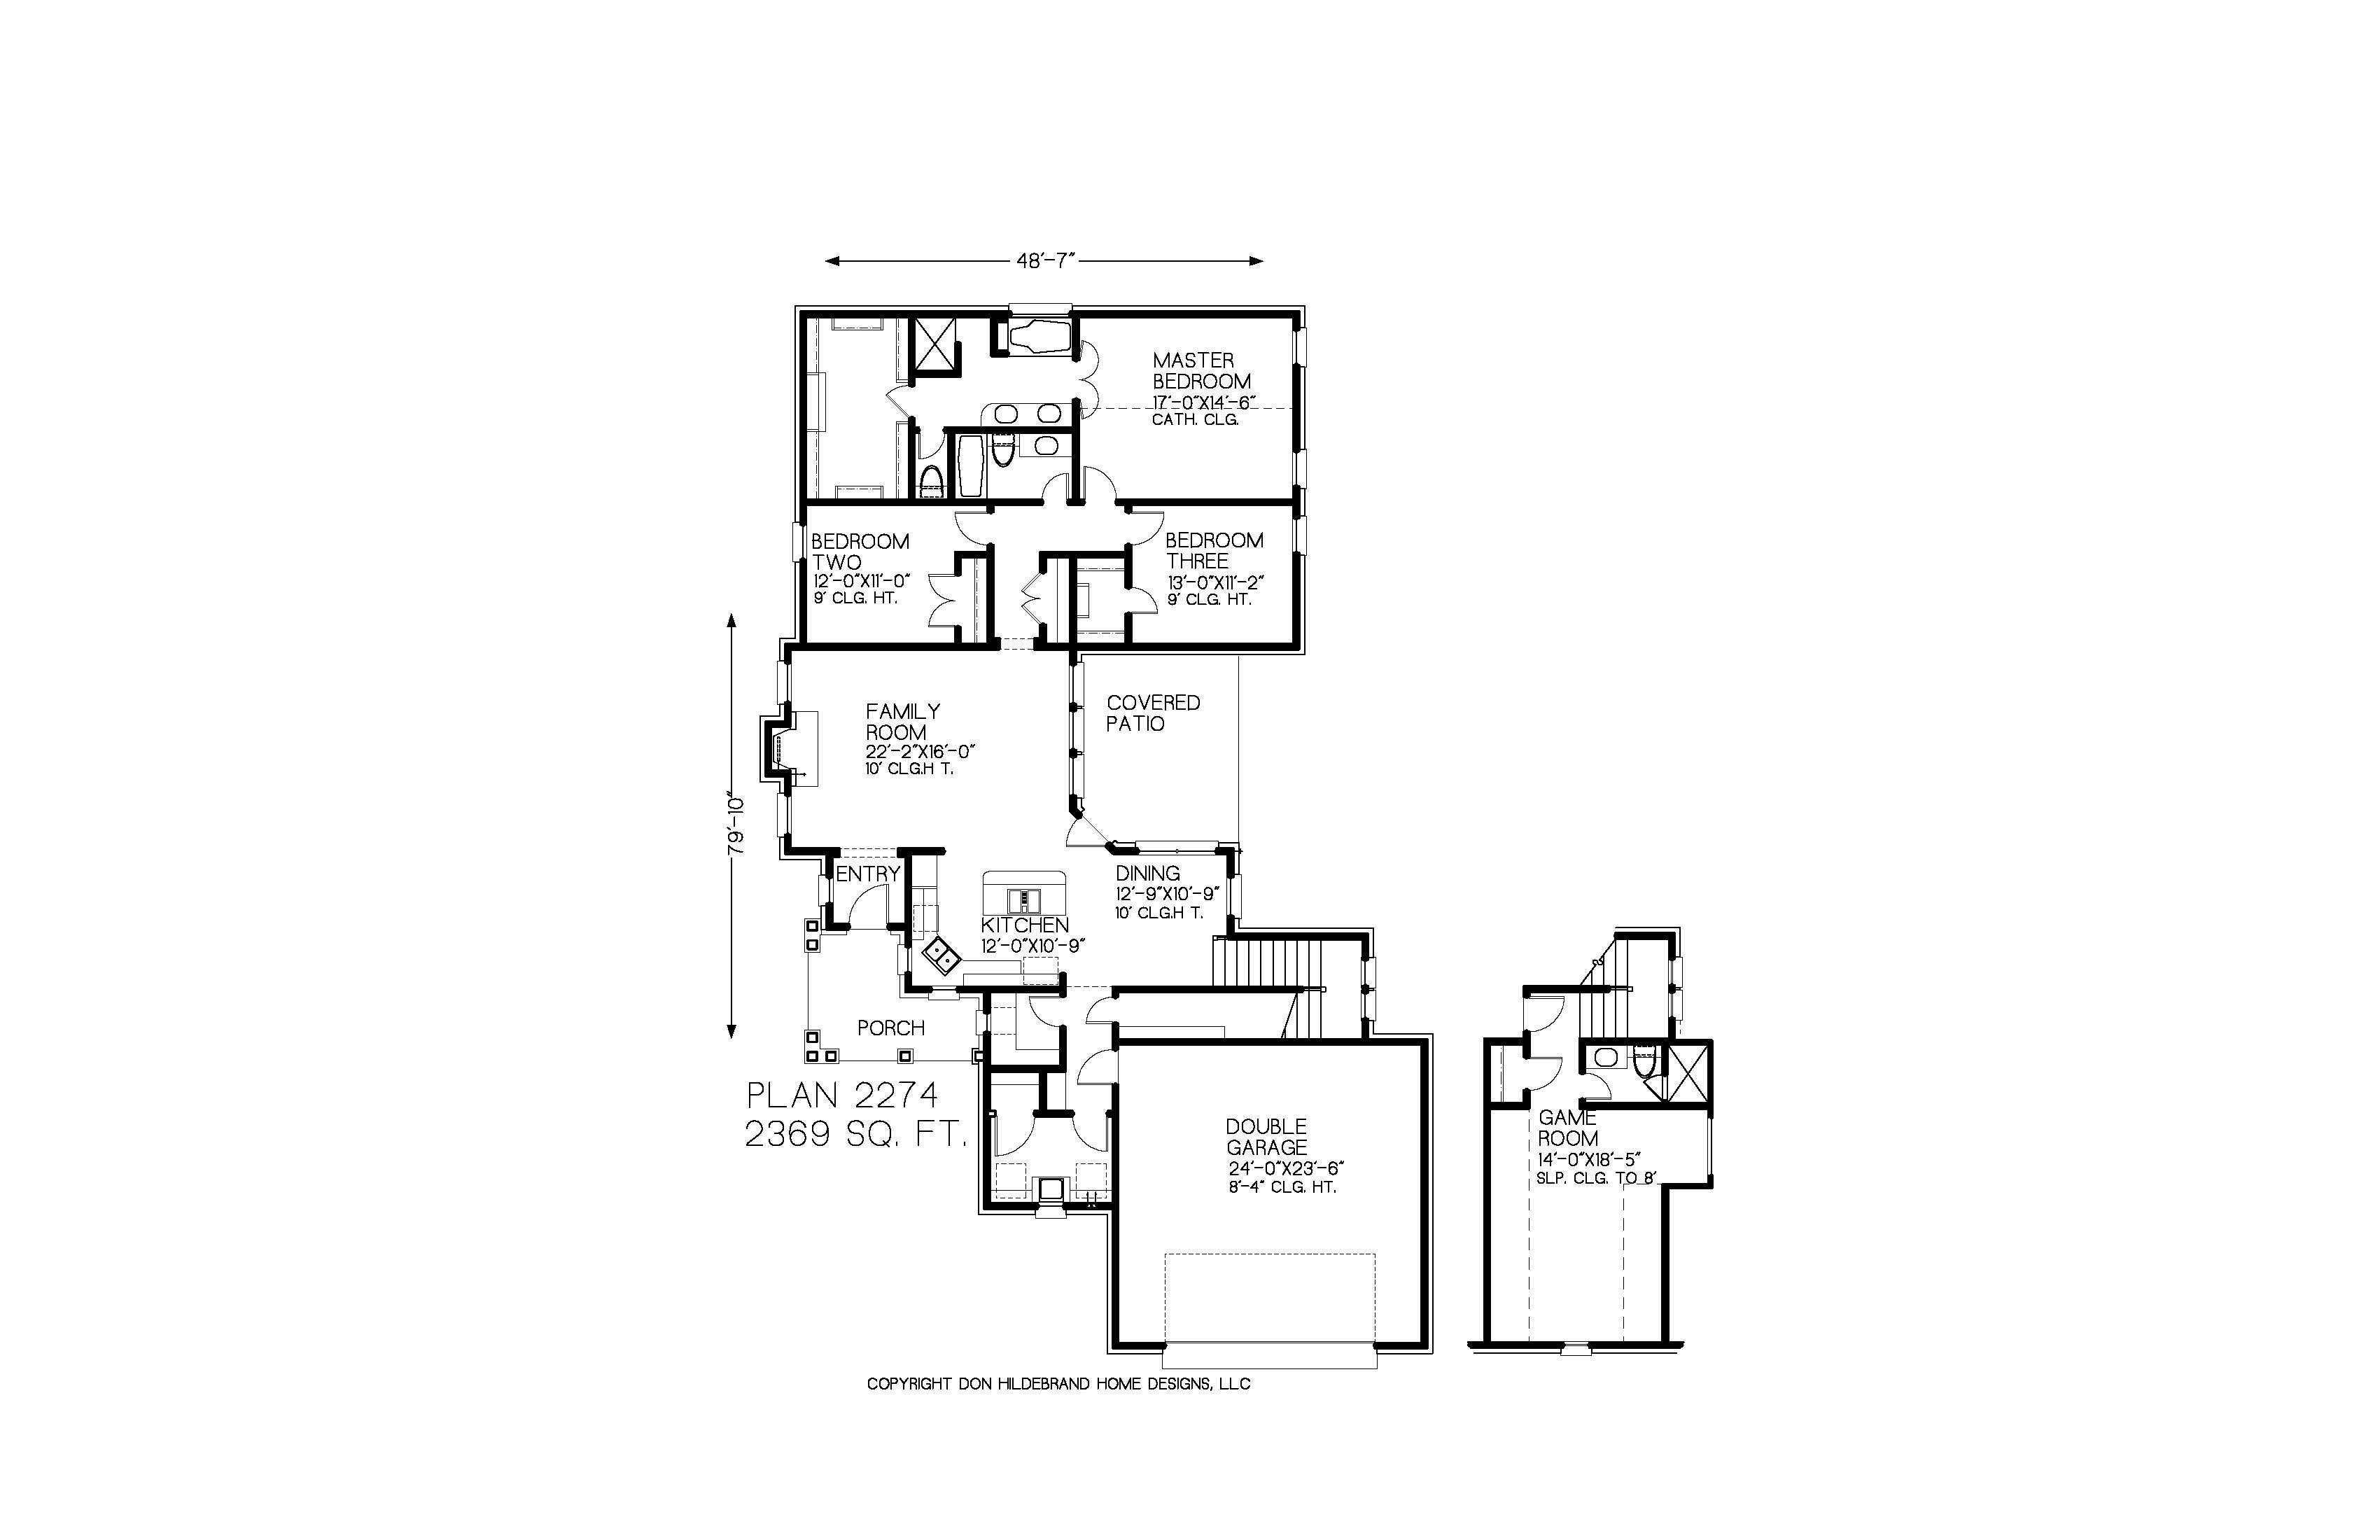 48'-7"
MASTER
BEDROOM
17'-0"X14'-6"
CATH. CLG.
BEDROOM
TWO
12'-0"X11'-0"
9' CLG. HT.
BEDROOM
THREE
13'-0"X11'-2"
9' CLG. HT.
FAMILY
ROOM
22'-2"X16'-0"
10' CLG.H T.
COVERED
PATIO
79'-10"
ENTRY
DINING
12'-9"X10'-9"
10' CLG.H T.
KITCHEN
12'-0"X10'-9"
PORCH
PLAN 2274
2369 SQ. FT.
DOUBLE
GARAGE
24'-0"X23'-6"
8'-4" CLG. HT.
GAME
ROOM
14'-0"X18'-5"
SLP. CLG. TO 8'
COPYRIGHT DON HILDEBRAND HOME DESIGNS, LLC